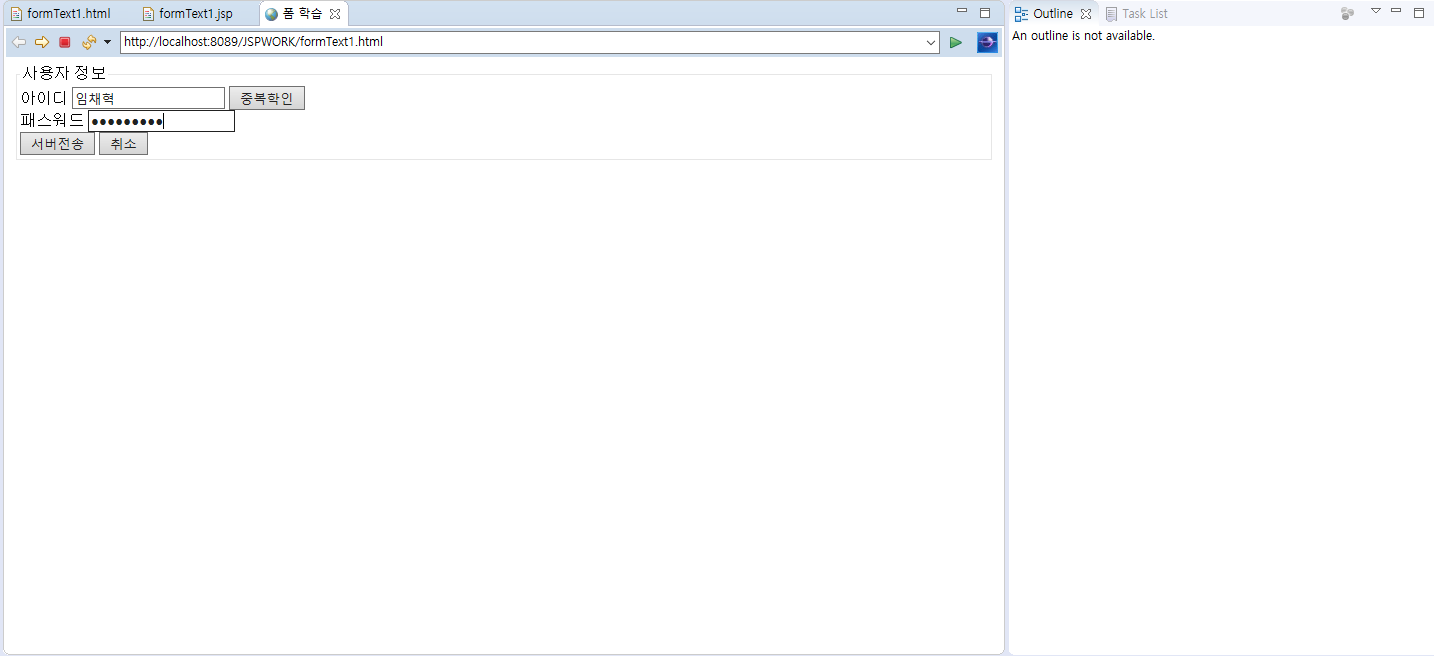 formText1.html formText1.jsp 폼 학습
Outline Task List
http://localhost:8089/JSPWORK/formText1.html
An outline is not available.
사용자 정보
아이디 임채혁 중복학인
패스워드 ●●●●●●●●●
서버전송 취소